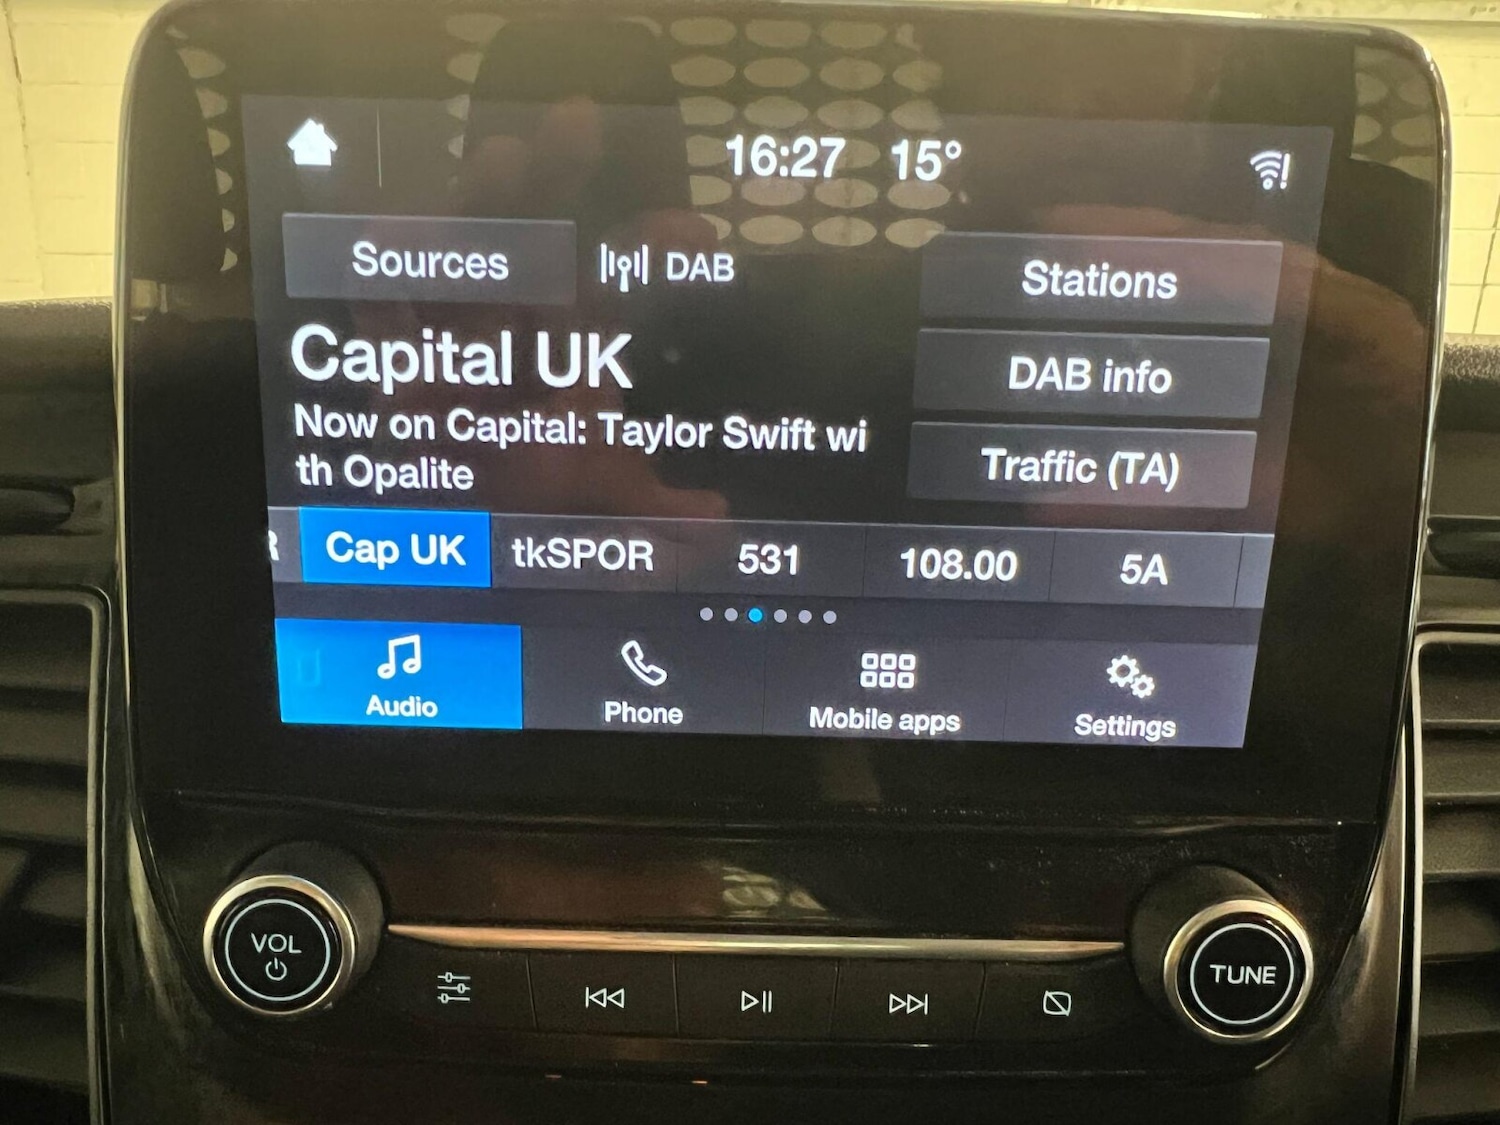 16:27 15°
Sources
DAB
Stations
Capital UK
DAB info
Now on Capital: Taylor Swift wi
th Opalite
Traffic (TA)
R
Cap UK
tkSPOR
531
108.00
5A
Audio
Phone
Mobile apps
Settings
VOL
TUNE